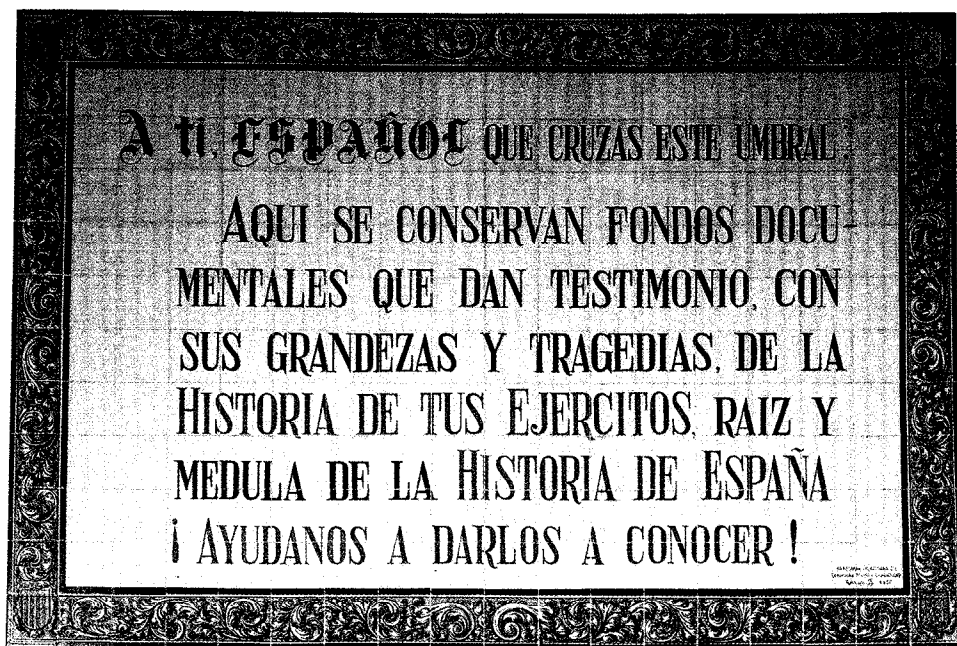 A ti, ESPAÑOL QUE CRUZAS ESTE UMBRAL:
AQUI SE CONSERVAN FONDOS DOCU-
MENTALES QUE DAN TESTIMONIO, CON
SUS GRANDEZAS Y TRAGEDIAS, DE LA
HISTORIA DE TUS EJERCITOS, RAIZ Y
MEDULA DE LA HISTORIA DE ESPAÑA
¡ AYUDANOS A DARLOS A CONOCER !